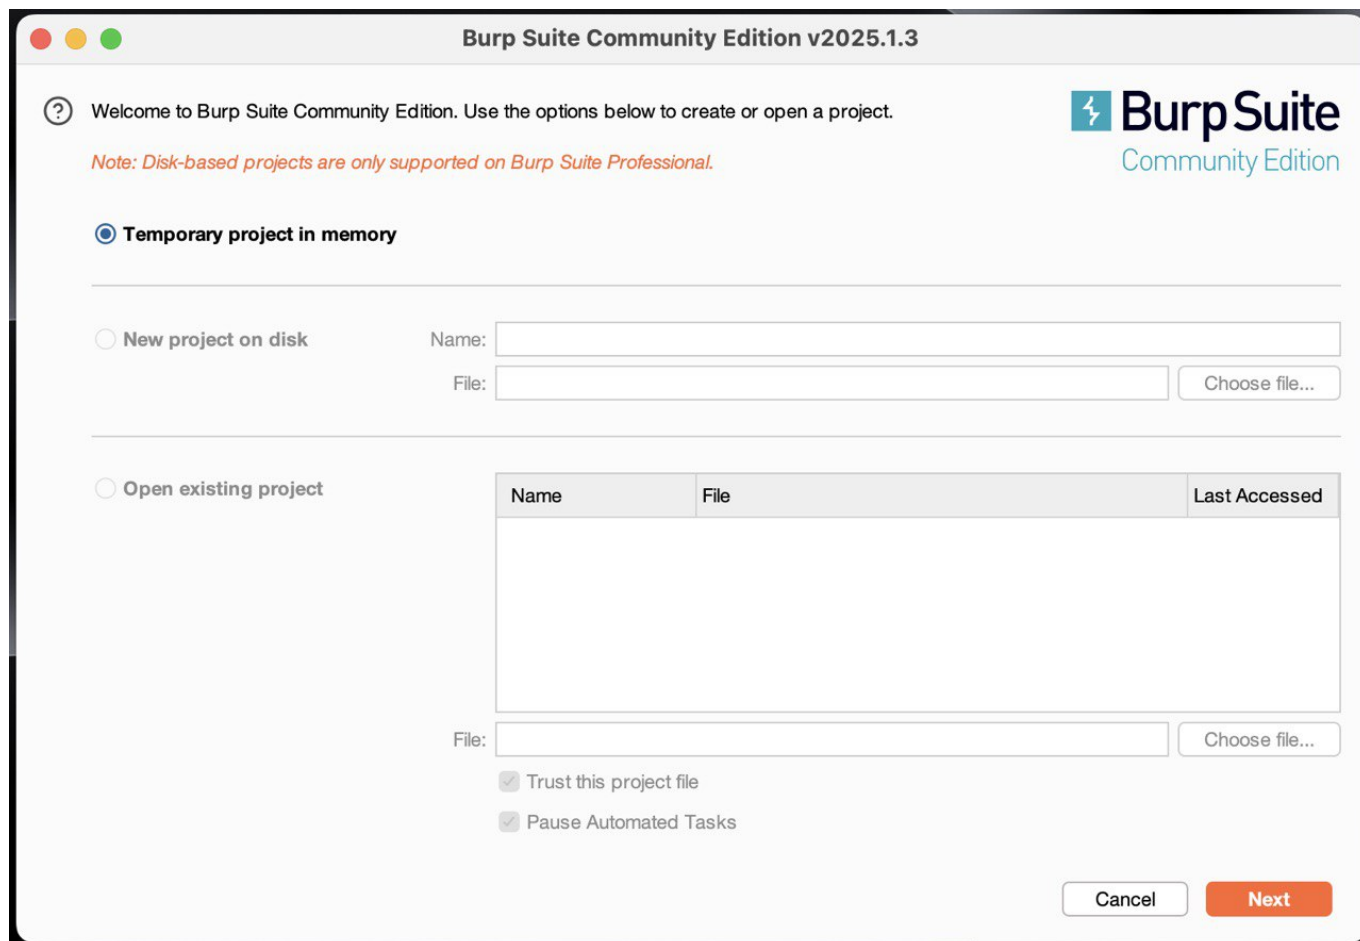 Burp Suite Community Edition v2025.1.3
Welcome to Burp Suite Community Edition. Use the options below to create or open a project.
Note: Disk-based projects are only supported on Burp Suite Professional.
Burp Suite
Community Edition
Temporary project in memory
New project on disk
Name:
File:
Choose file...
Open existing project
Name File Last Accessed
File:
Choose file...
Trust this project file
Pause Automated Tasks
Cancel
Next